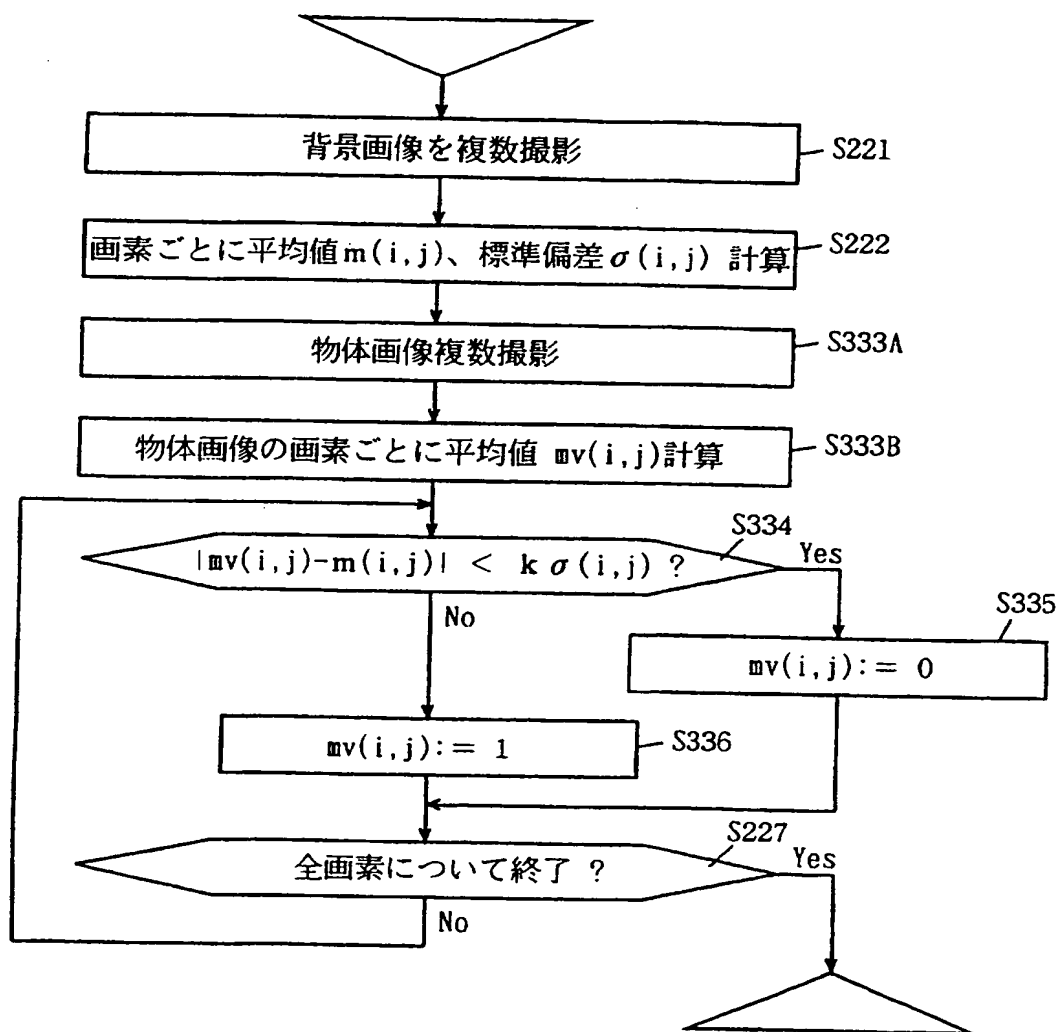 背景画像を複数撮影
S221
画素ごとに平均値m(i,j)、標準偏差σ(i,j) 計算
S222
物体画像複数撮影
S333A
物体画像の画素ごとに平均値 mv(i,j)計算
S333B
|mv(i,j)-m(i,j)| < kσ(i,j) ?
S334
Yes
No
S335
mv(i,j):= 0
mv(i,j):= 1
S336
全画素について終了 ?
S227
Yes
No